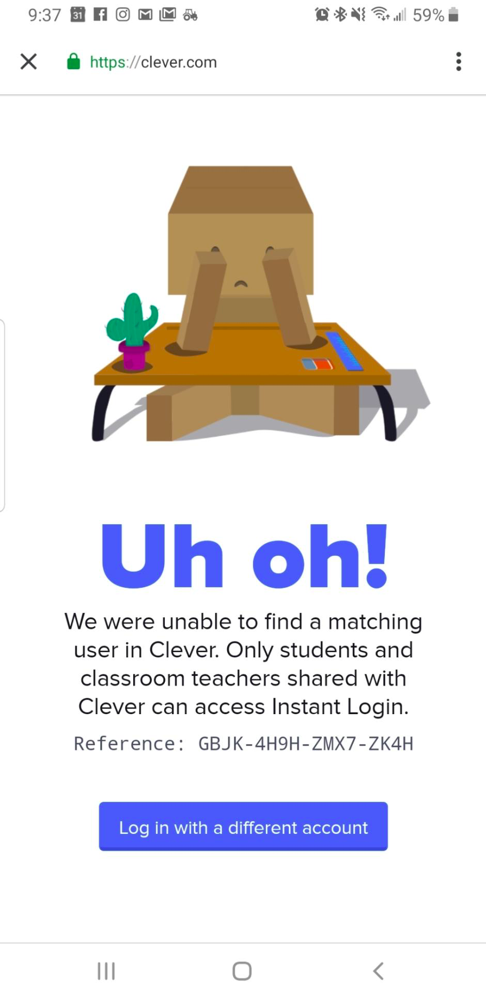 9:37 31 59%
https://clever.com
Uh oh!
We were unable to find a matching
user in Clever. Only students and
classroom teachers shared with
Clever can access Instant Login.
Reference: GBJK-4H9H-ZMX7-ZK4H
Log in with a different account